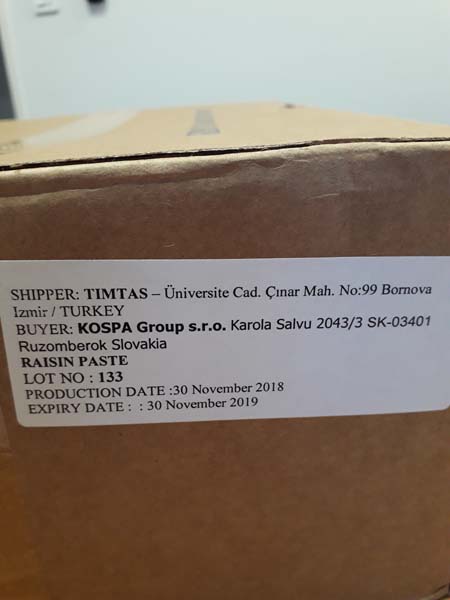 SHIPPER: TIMTAS – Üniversite Cad. Çınar Mah. No:99 Bornova
Izmir / TURKEY
BUYER: KOSPA Group s.r.o. Karola Salvu 2043/3 SK-03401
Ruzomberok Slovakia
RAISIN PASTE
LOT NO : 133
PRODUCTION DATE :30 November 2018
EXPIRY DATE : : 30 November 2019